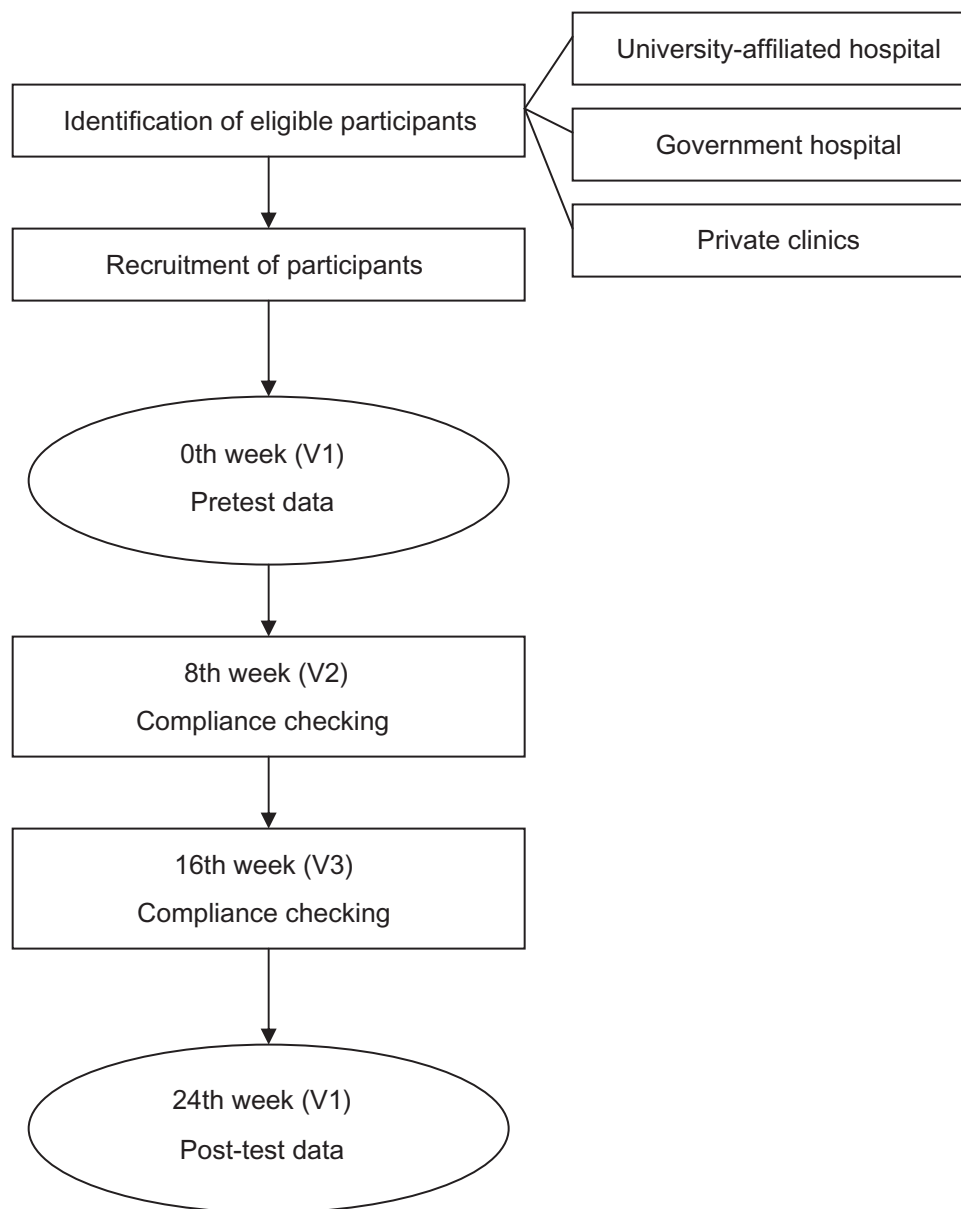 University-affiliated hospital
Identification of eligible participants
Government hospital
Private clinics
Recruitment of participants
0th week (V1)
Pretest data
8th week (V2)
Compliance checking
16th week (V3)
Compliance checking
24th week (V1)
Post-test data